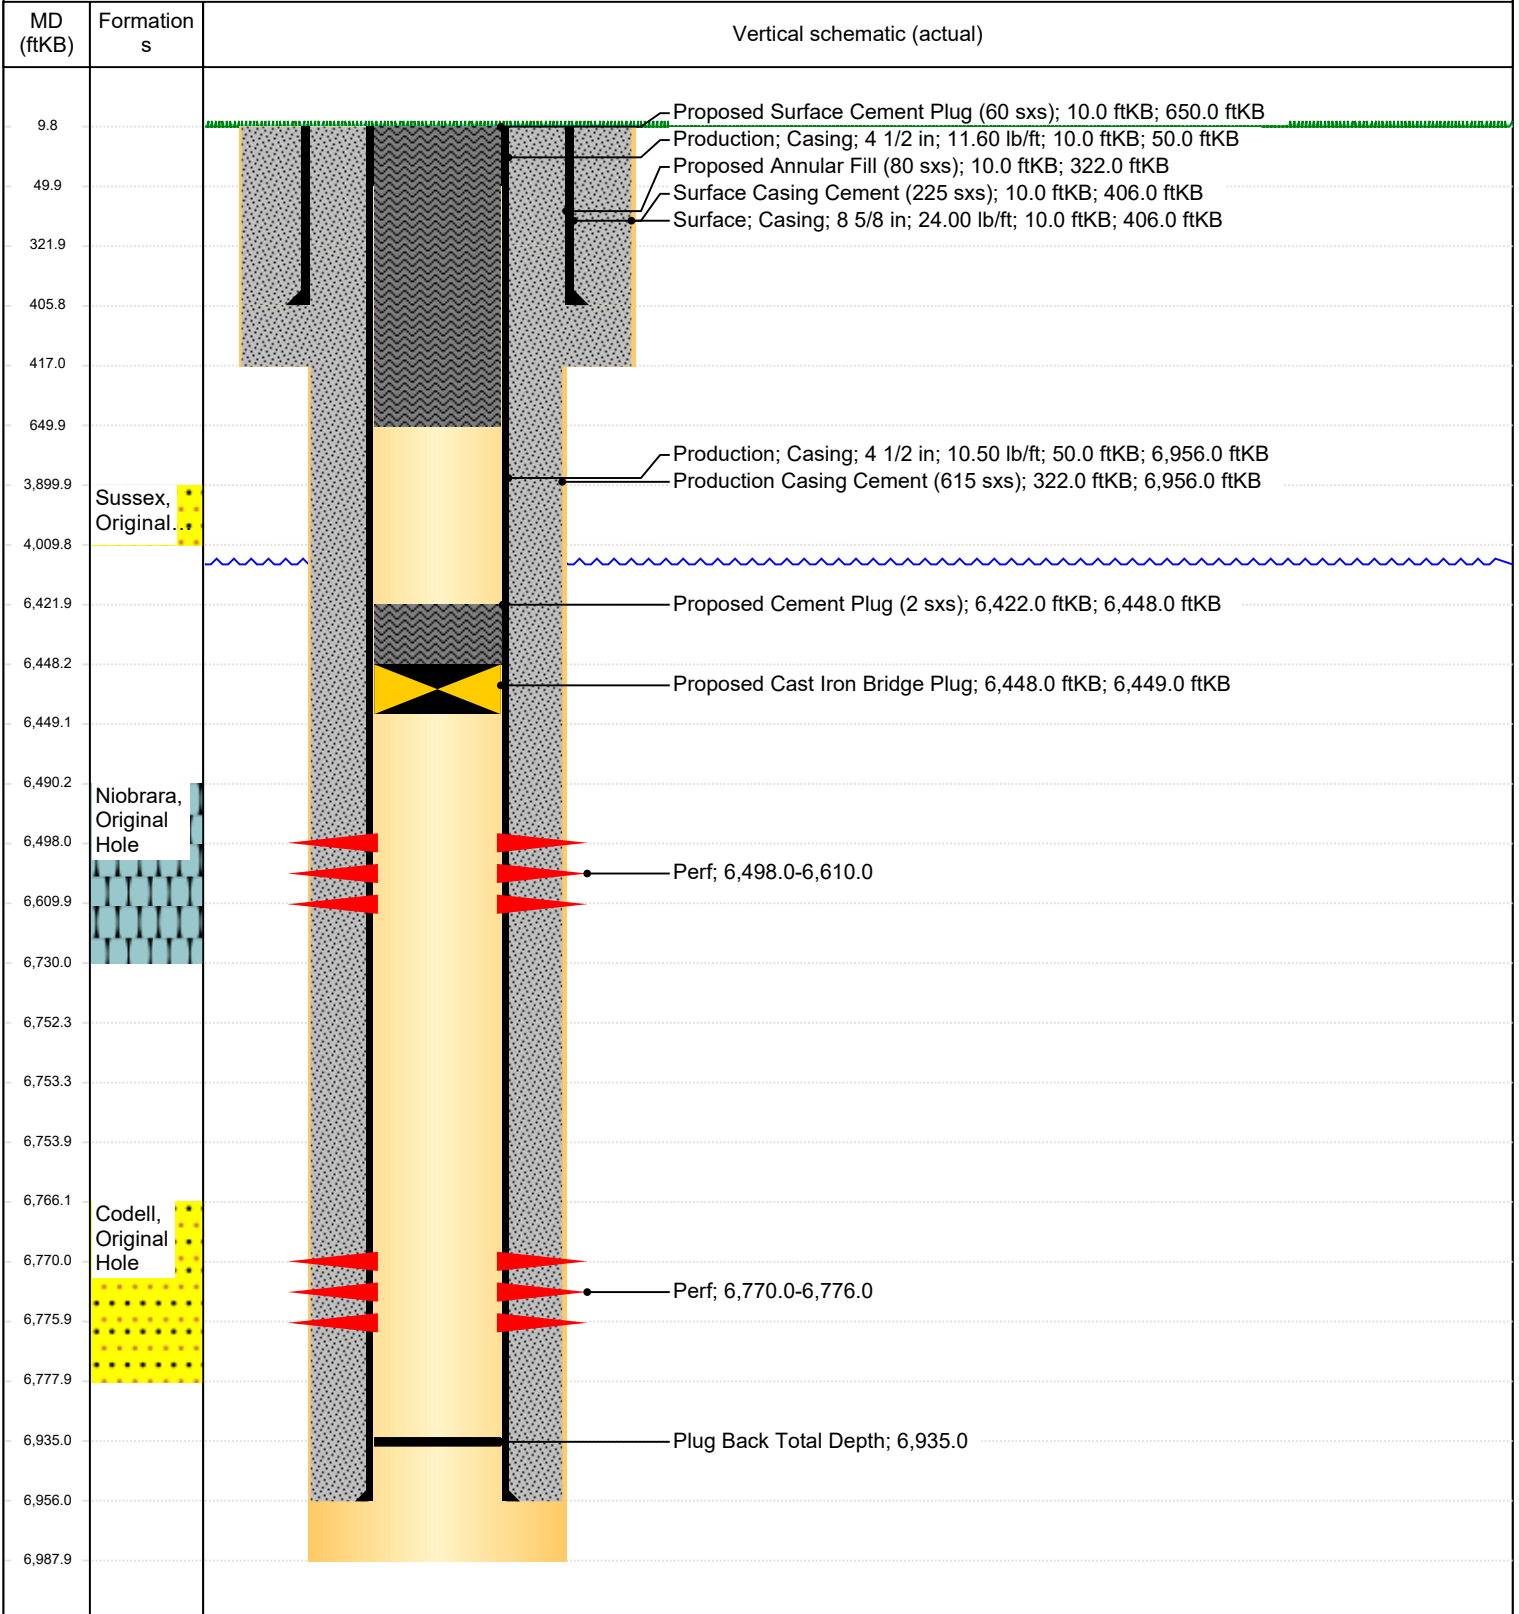 MD
(ftKB)
Formation
s
Vertical schematic (actual)
9.8
49.9
321.9
405.8
417.0
649.9
3,899.9
4,009.8
6,421.9
6,448.2
6,449.1
6,490.2
6,498.0
6,609.9
6,730.0
6,752.3
6,753.3
6,753.9
6,766.1
6,770.0
6,775.9
6,777.9
6,935.0
6,956.0
6,987.9
Sussex,
Original...
Niobrara,
Original
Hole
Codell,
Original
Hole
Proposed Surface Cement Plug (60 sxs); 10.0 ftKB; 650.0 ftKB
Production; Casing; 4 1/2 in; 11.60 lb/ft; 10.0 ftKB; 50.0 ftKB
Proposed Annular Fill (80 sxs); 10.0 ftKB; 322.0 ftKB
Surface Casing Cement (225 sxs); 10.0 ftKB; 406.0 ftKB
Surface; Casing; 8 5/8 in; 24.00 lb/ft; 10.0 ftKB; 406.0 ftKB
Production; Casing; 4 1/2 in; 10.50 lb/ft; 50.0 ftKB; 6,956.0 ftKB
Production Casing Cement (615 sxs); 322.0 ftKB; 6,956.0 ftKB
Proposed Cement Plug (2 sxs); 6,422.0 ftKB; 6,448.0 ftKB
Proposed Cast Iron Bridge Plug; 6,448.0 ftKB; 6,449.0 ftKB
Perf; 6,498.0-6,610.0
Perf; 6,770.0-6,776.0
Plug Back Total Depth; 6,935.0